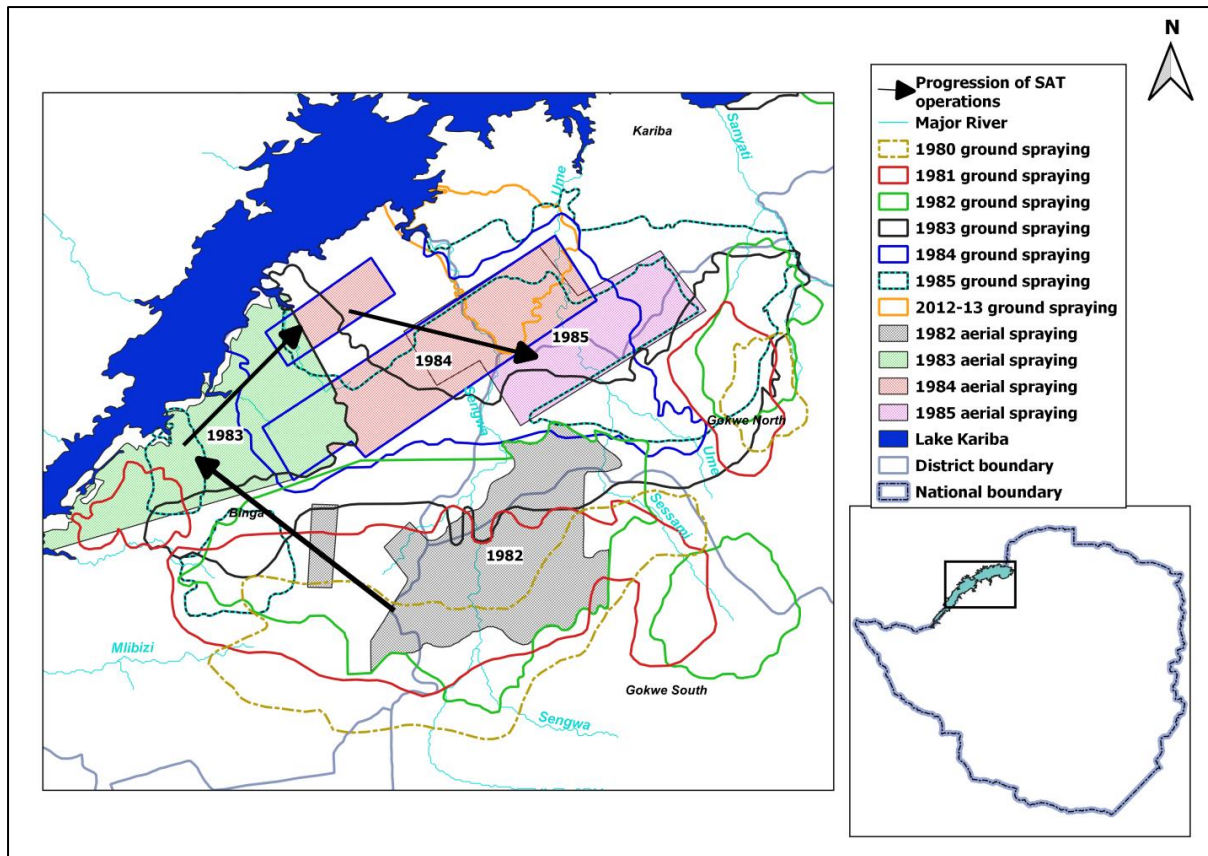 N
Progression of SAT
operations
Major River
1980 ground spraying
1981 ground spraying
1982 ground spraying
1983 ground spraying
1984 ground spraying
1985 ground spraying
2012-13 ground spraying
1982 aerial spraying
1983 aerial spraying
1984 aerial spraying
1985 aerial spraying
Lake Kariba
District boundary
National boundary
Kariba
Sanyati
Ume
1985
1984
Sengwa
Gokwe North
1983
Ume
Binga
Sessami
1982
Mlibizi
Gokwe South
Sengwa